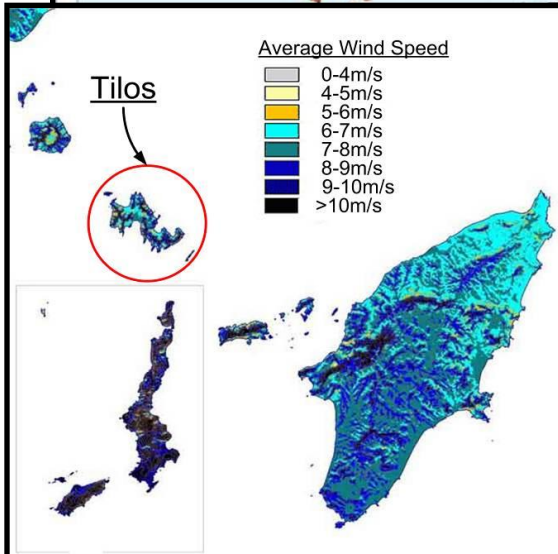 Average Wind Speed
Tilos
0-4m/s
4-5m/s
5-6m/s
6-7m/s
7-8m/s
8-9m/s
9-10m/s
>10m/s